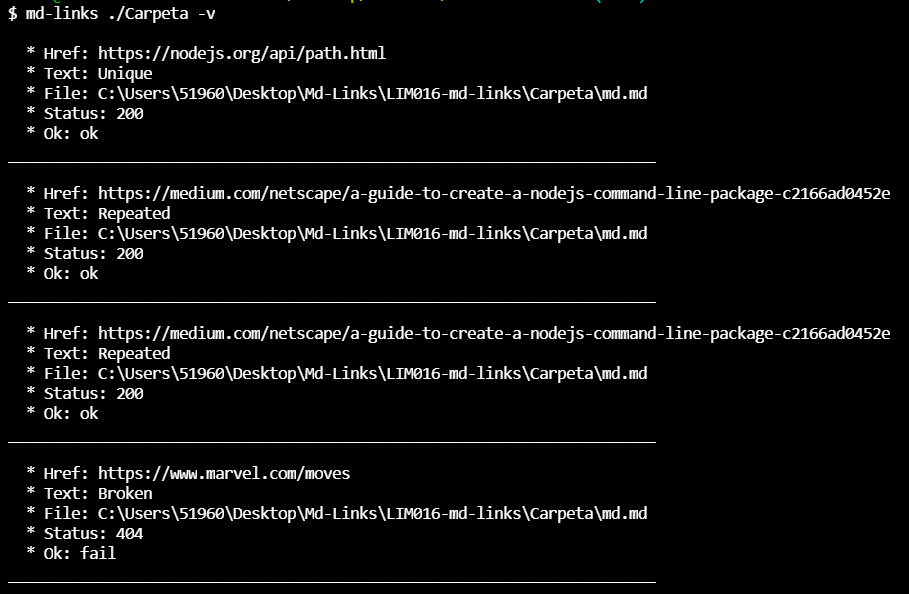 $ md-links ./Carpeta -v
* Href: https://nodejs.org/api/path.html
* Text: Unique
* File: C:\Users\51960\Desktop\Md-Links\LIM016-md-links\Carpeta\md.md
* Status: 200
* Ok: ok
* Href: https://medium.com/netscape/a-guide-to-create-a-nodejs-command-line-package-c2166ad0452e
* Text: Repeated
* File: C:\Users\51960\Desktop\Md-Links\LIM016-md-links\Carpeta\md.md
* Status: 200
* Ok: ok
* Href: https://medium.com/netscape/a-guide-to-create-a-nodejs-command-line-package-c2166ad0452e
* Text: Repeated
* File: C:\Users\51960\Desktop\Md-Links\LIM016-md-links\Carpeta\md.md
* Status: 200
* Ok: ok
* Href: https://www.marvel.com/moves
* Text: Broken
* File: C:\Users\51960\Desktop\Md-Links\LIM016-md-links\Carpeta\md.md
* Status: 404
* Ok: fail